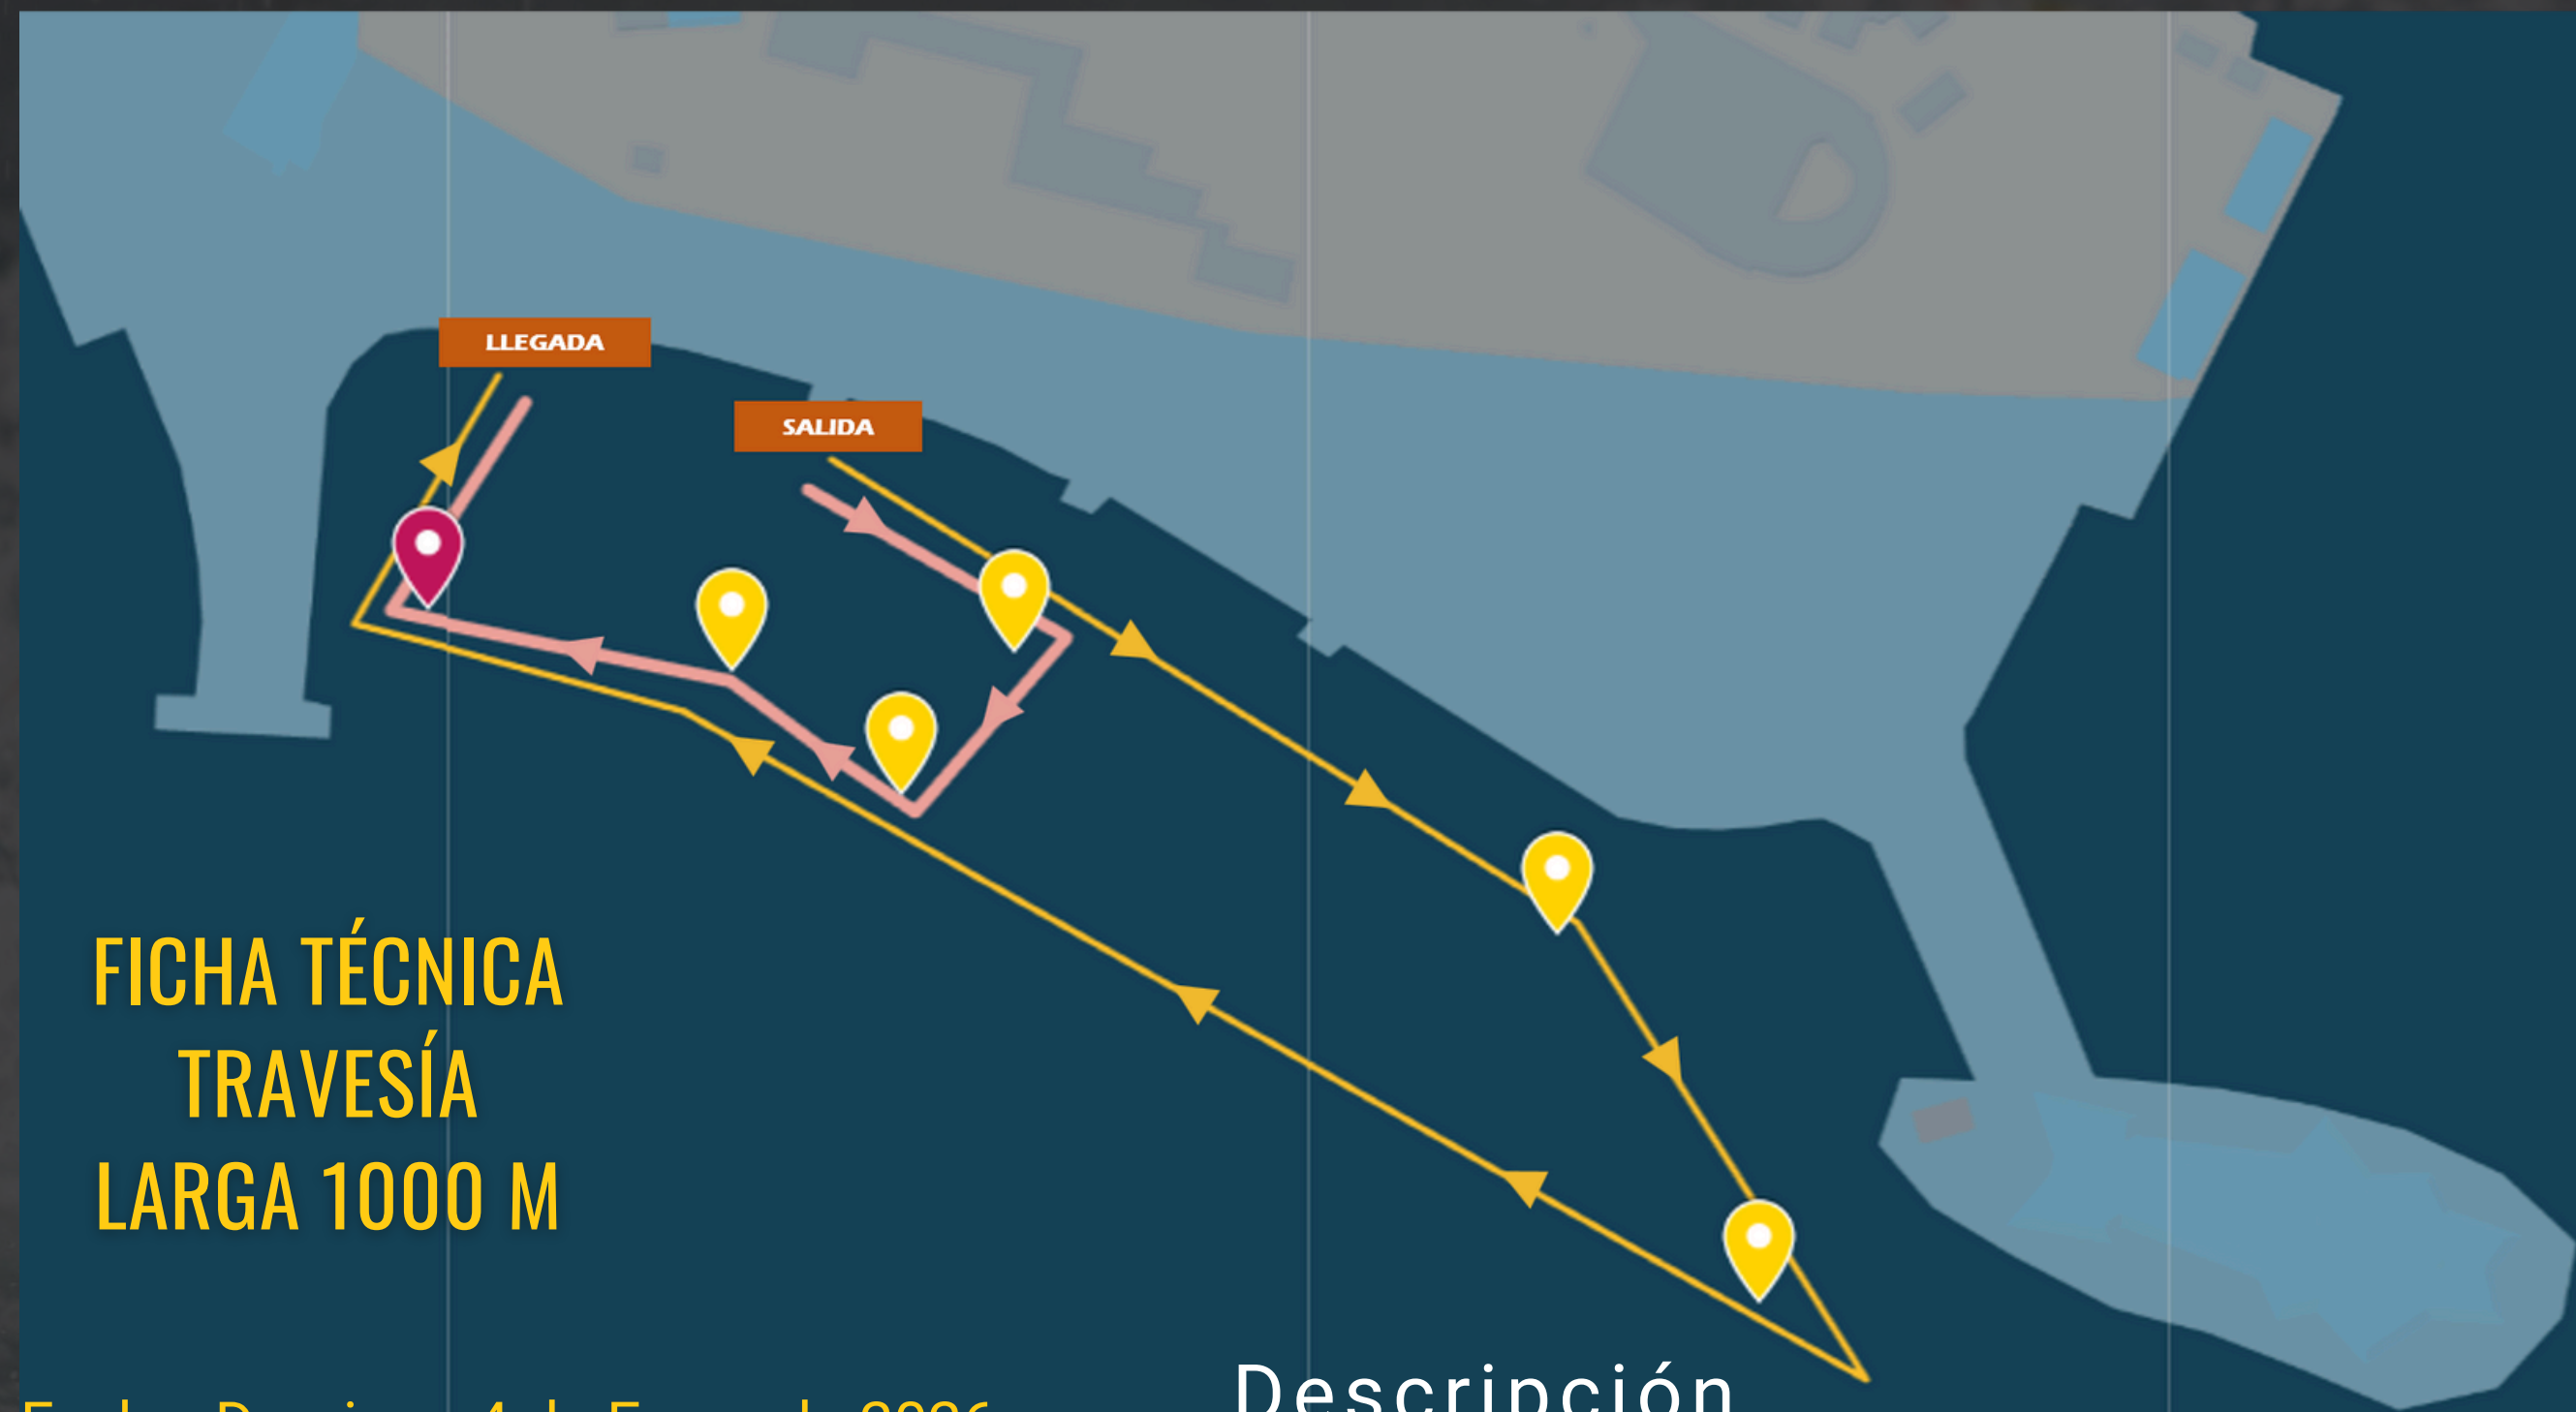 LLEGADA
SALIDA
FICHA TÉCNICA
TRAVESÍA
LARGA 1000 M
Descripción